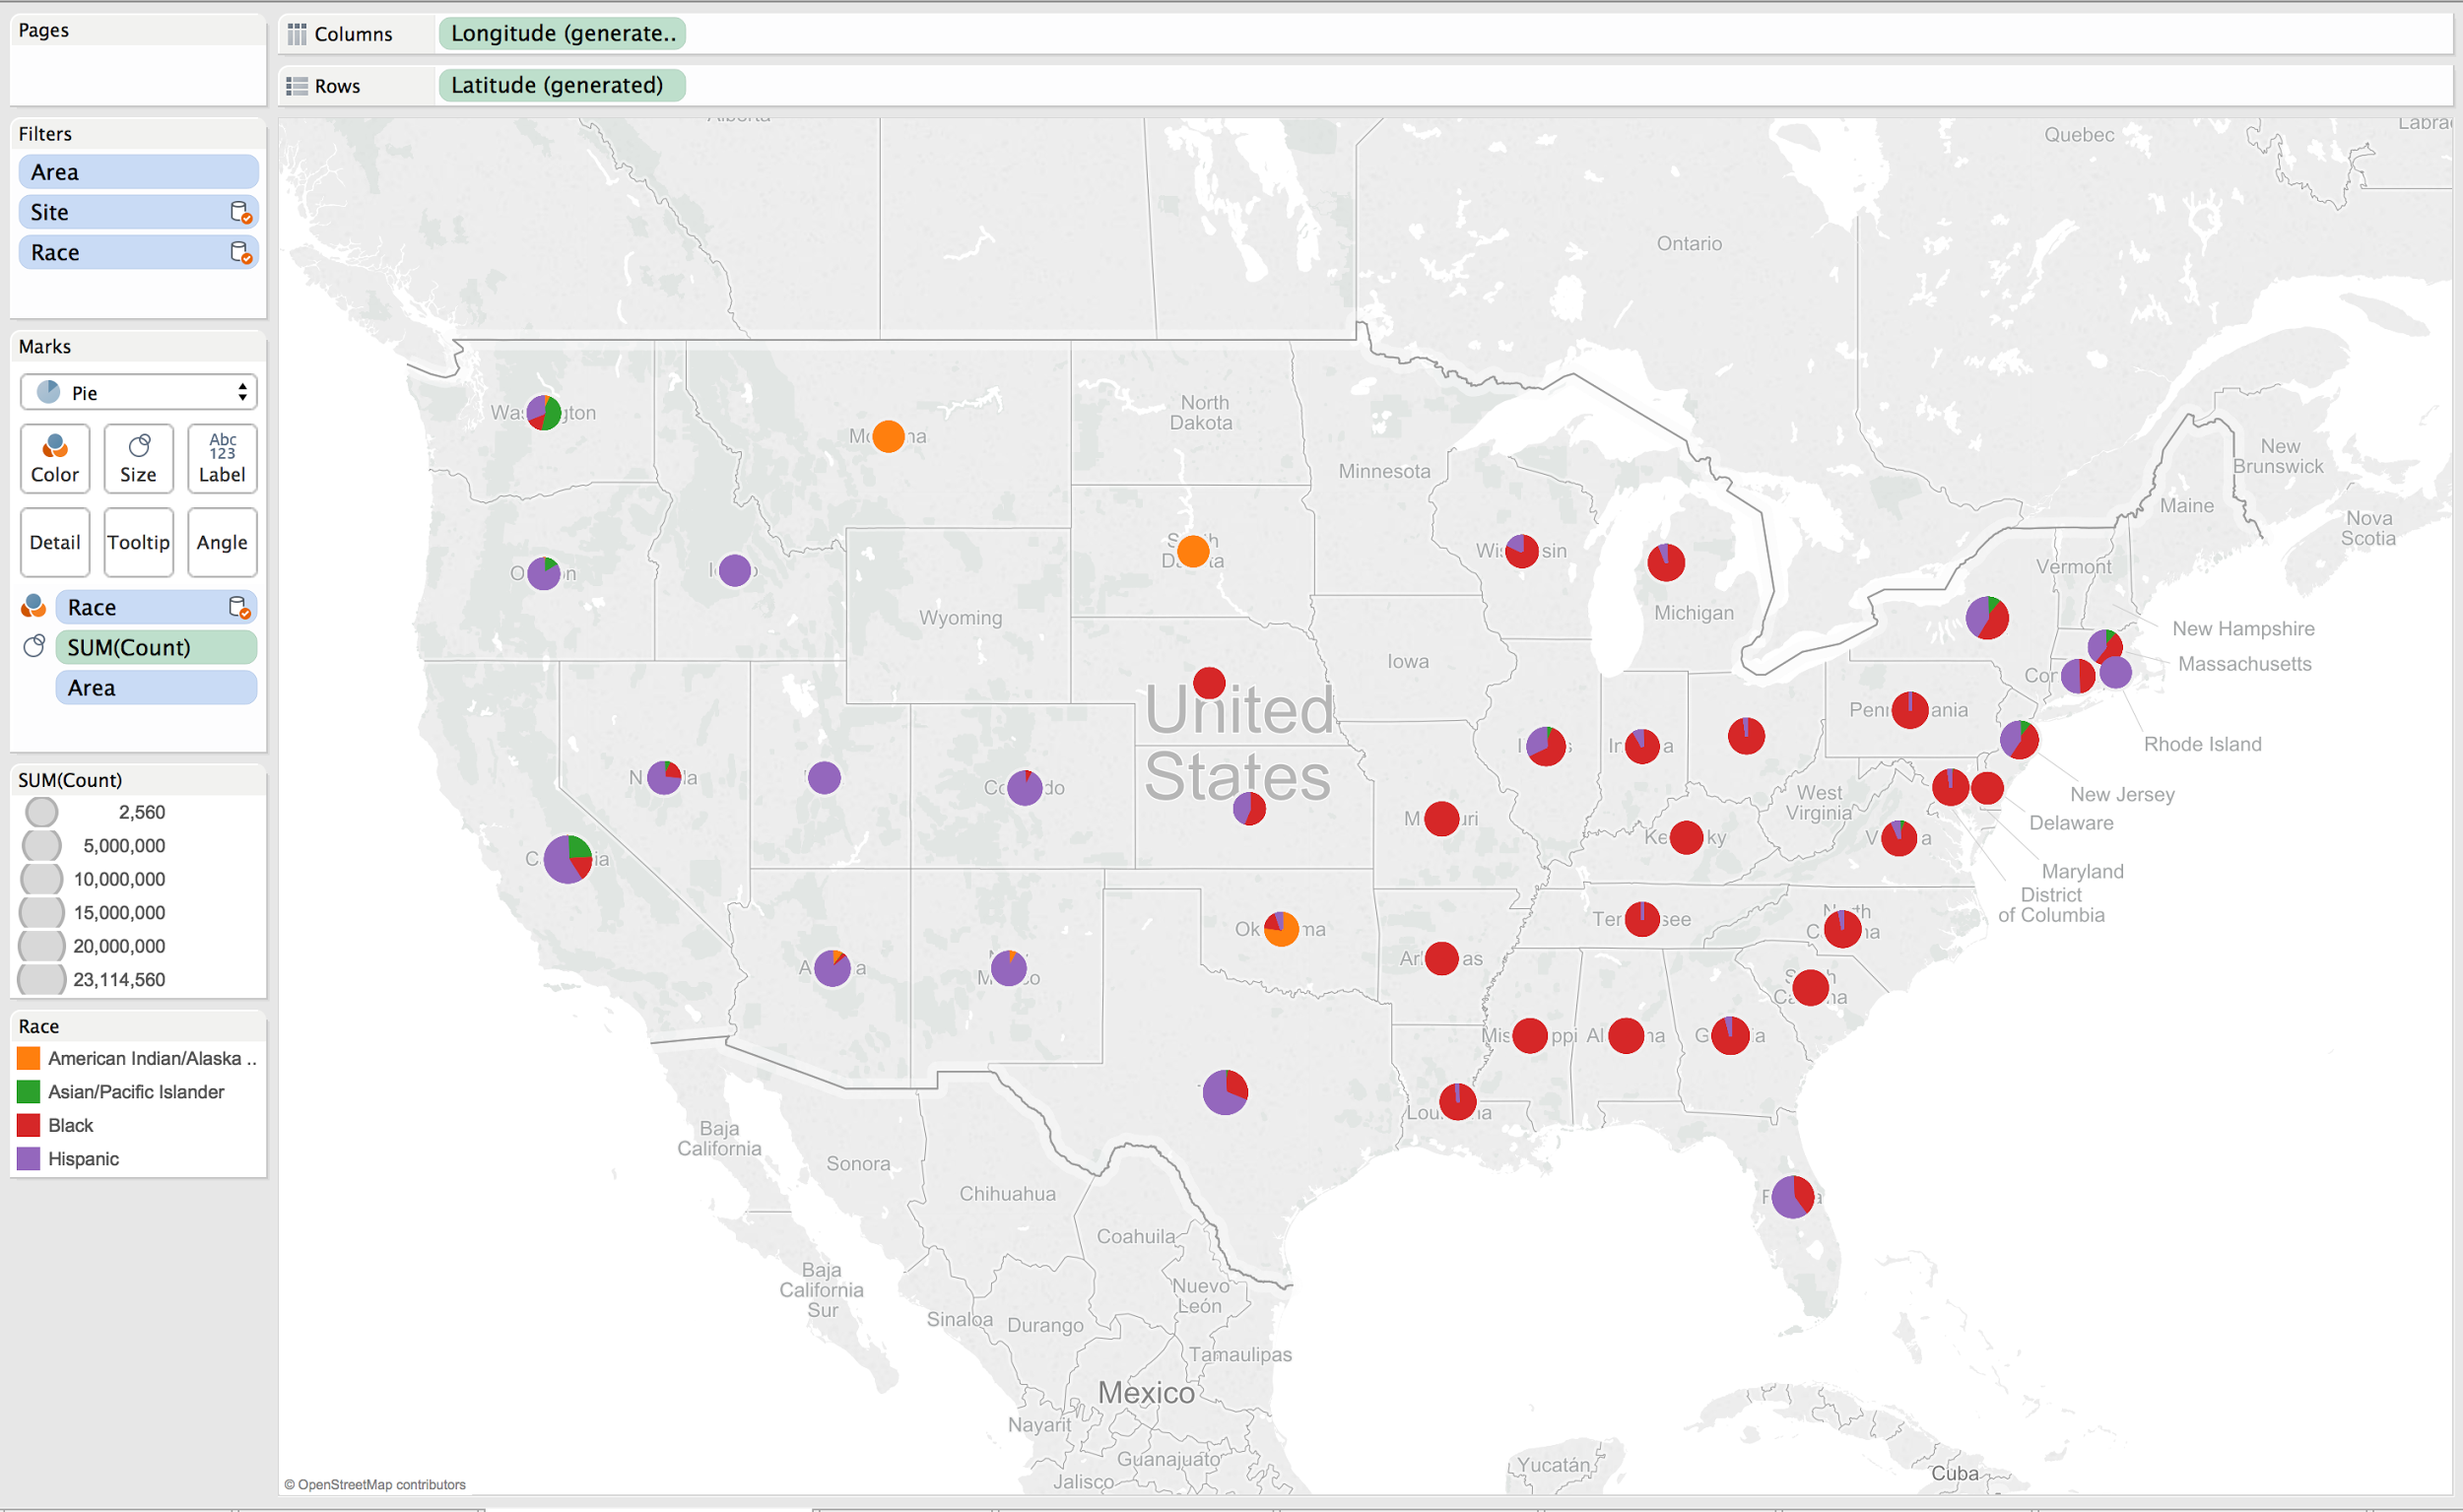 Pages
Columns
Longitude (generate..
Rows
Latitude (generated)
Filters
Area
Site
Race
Marks
Pie
Color
Size
Abc
123
Label
Detail
Tooltip
Angle
Race
SUM(Count)
Area
SUM(Count)
2,560
5,000,000
10,000,000
15,000,000
20,000,000
23,114,560
Race
American Indian/Alaska ..
Asian/Pacific Islander
Black
Hispanic
Quebec
Ontario
North
Dakota
Minnesota
New
Brunswick
Maine
Nova
Scotia
Vermont
Michigan
Wyoming
New Hampshire
Massachusetts
Iowa
United
States
Rhode Island
West
Virginia
New Jersey
Delaware
Maryland
District
of Columbia
Baja
California
Sonora
Chihuahua
Coahuila
Baja
California
Sur
Nuevo
León
Sinaloa
Durango
Tamaulipas
Mexico
Nayarit
Guanajuato
Jalisco
Yucatán
Cuba
© OpenStreetMap contributors